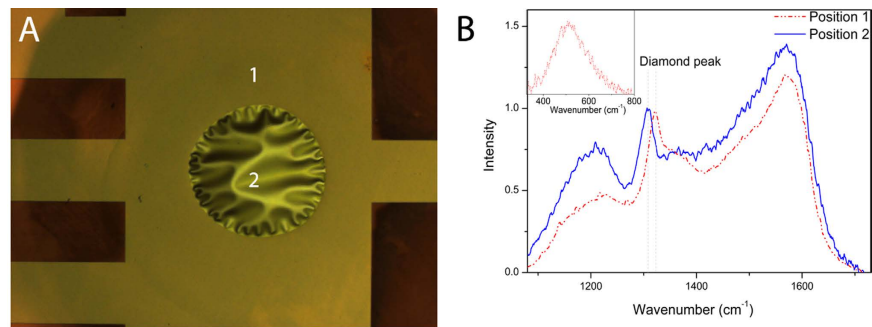 A
1
2
B
Position 1
Position 2
Diamond peak
400
600
800
Wavenumber (cm-1)
1.5
1.0
0.5
0.0
Intensity
1200
1300
1400
1600
Wavenumber (cm-1)